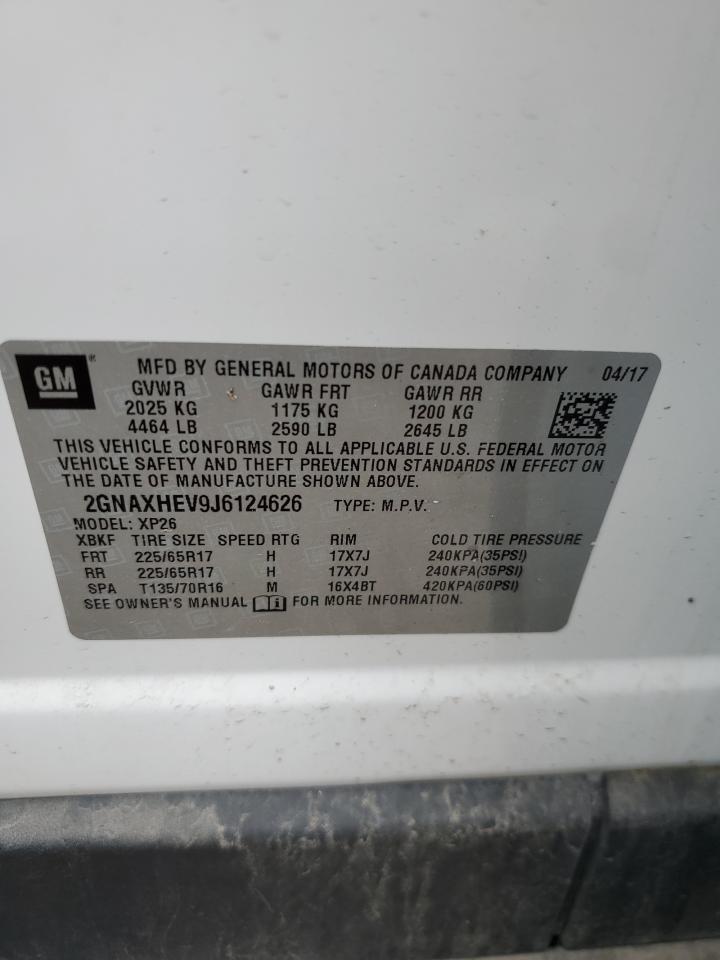 GM ® MFD BY GENERAL MOTORS OF CANADA COMPANY 04/17
GVWR GAWR FRT GAWR RR
2025 KG 1175 KG 1200 KG
4464 LB 2590 LB 2645 LB
THIS VEHICLE CONFORMS TO ALL APPLICABLE U.S. FEDERAL MOTOR
VEHICLE SAFETY AND THEFT PREVENTION STANDARDS IN EFFECT ON
THE DATE OF MANUFACTURE SHOWN ABOVE.
2GNAXHEV9J6124626 TYPE: M.P.V.
MODEL: XP26
XBKF TIRE SIZE SPEED RTG RIM COLD TIRE PRESSURE
FRT 225/65R17 H 17X7J 240KPA(35PSI)
RR 225/65R17 H 17X7J 240KPA(35PSI)
SPA T135/70R16 M 16X4BT 420KPA(60PSI)
SEE OWNER'S MANUAL FOR MORE INFORMATION.